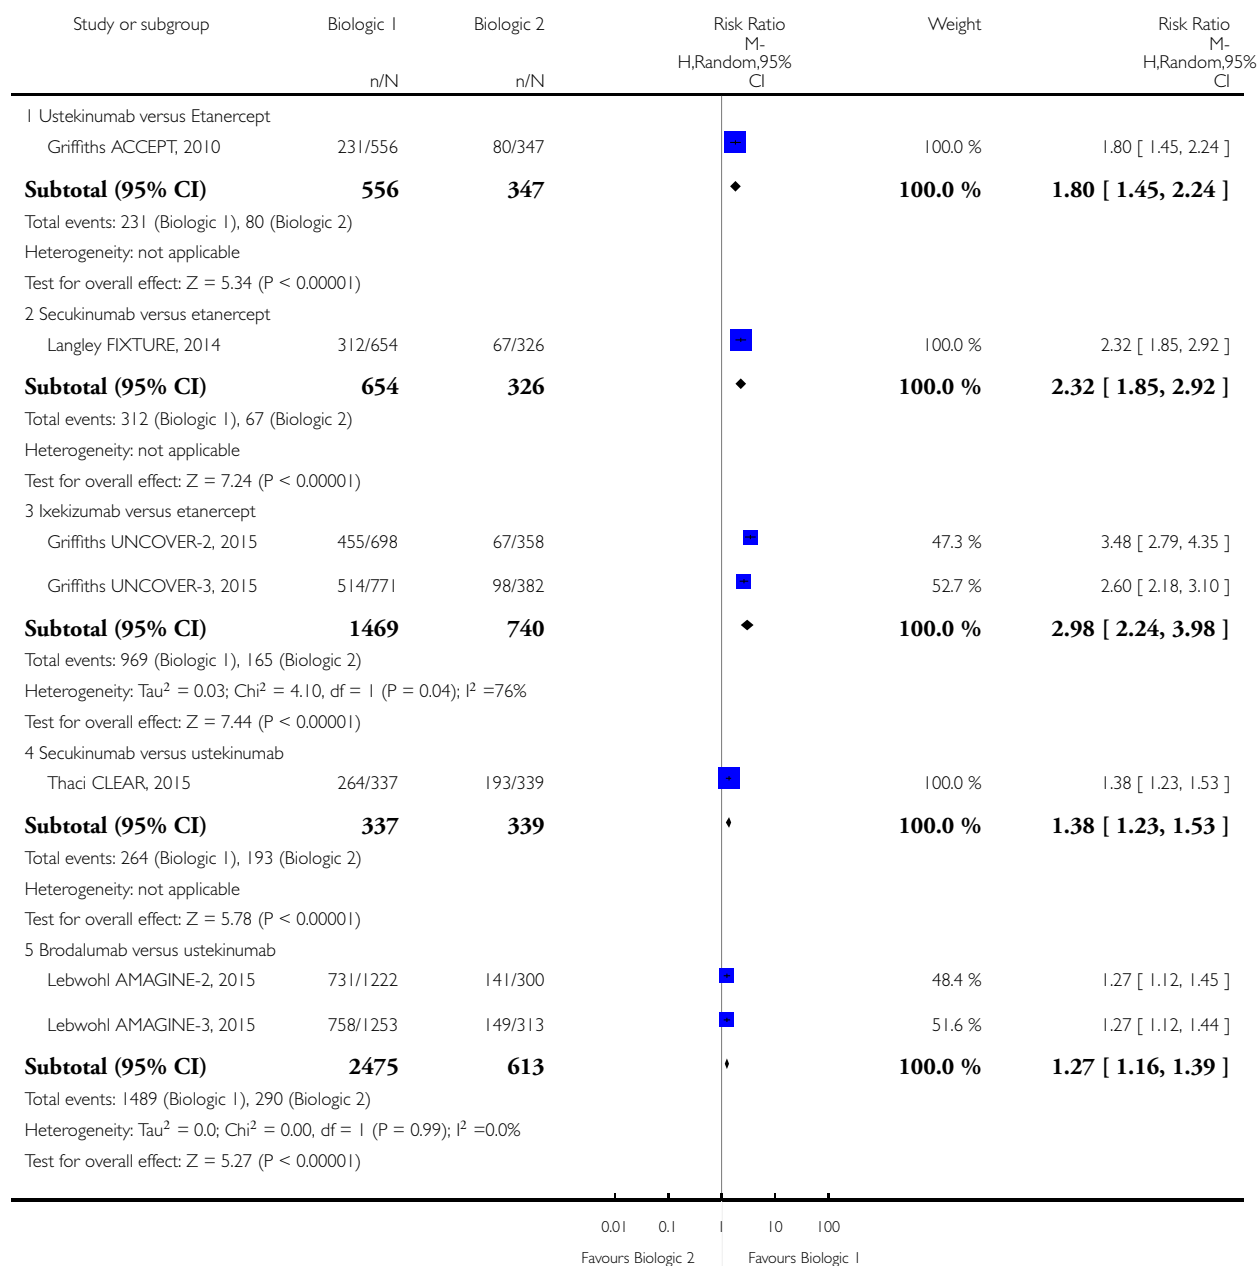 Study or subgroup Biologic 1 Biologic 2 Risk Ratio Weight Risk Ratio
M- M-
H,Random,95% H,Random,95%
n/N n/N CI CI
1 Ustekinumab versus Etanercept
Griffiths ACCEPT, 2010 231/556 80/347 100.0 % 1.80 [ 1.45, 2.24 ]
Subtotal (95% CI) 556 347 100.0 % 1.80 [ 1.45, 2.24 ]
Total events: 231 (Biologic 1), 80 (Biologic 2)
Heterogeneity: not applicable
Test for overall effect: Z = 5.34 (P < 0.00001)
2 Secukinumab versus etanercept
Langley FIXTURE, 2014 312/654 67/326 100.0 % 2.32 [ 1.85, 2.92 ]
Subtotal (95% CI) 654 326 100.0 % 2.32 [ 1.85, 2.92 ]
Total events: 312 (Biologic 1), 67 (Biologic 2)
Heterogeneity: not applicable
Test for overall effect: Z = 7.24 (P < 0.00001)
3 Ixekizumab versus etanercept
Griffiths UNCOVER-2, 2015 455/698 67/358 47.3 % 3.48 [ 2.79, 4.35 ]
Griffiths UNCOVER-3, 2015 514/771 98/382 52.7 % 2.60 [ 2.18, 3.10 ]
Subtotal (95% CI) 1469 740 100.0 % 2.98 [ 2.24, 3.98 ]
Total events: 969 (Biologic 1), 165 (Biologic 2)
Heterogeneity: Tau² = 0.03; Chi² = 4.10, df = 1 (P = 0.04); I² =76%
Test for overall effect: Z = 7.44 (P < 0.00001)
4 Secukinumab versus ustekinumab
Thaci CLEAR, 2015 264/337 193/339 100.0 % 1.38 [ 1.23, 1.53 ]
Subtotal (95% CI) 337 339 100.0 % 1.38 [ 1.23, 1.53 ]
Total events: 264 (Biologic 1), 193 (Biologic 2)
Heterogeneity: not applicable
Test for overall effect: Z = 5.78 (P < 0.00001)
5 Brodalumab versus ustekinumab
Lebwohl AMAGINE-2, 2015 731/1222 141/300 48.4 % 1.27 [ 1.12, 1.45 ]
Lebwohl AMAGINE-3, 2015 758/1253 149/313 51.6 % 1.27 [ 1.12, 1.44 ]
Subtotal (95% CI) 2475 613 100.0 % 1.27 [ 1.16, 1.39 ]
Total events: 1489 (Biologic 1), 290 (Biologic 2)
Heterogeneity: Tau² = 0.0; Chi² = 0.00, df = 1 (P = 0.99); I² =0.0%
Test for overall effect: Z = 5.27 (P < 0.00001)
0.01 0.1 1 10 100
Favours Biologic 2 Favours Biologic 1